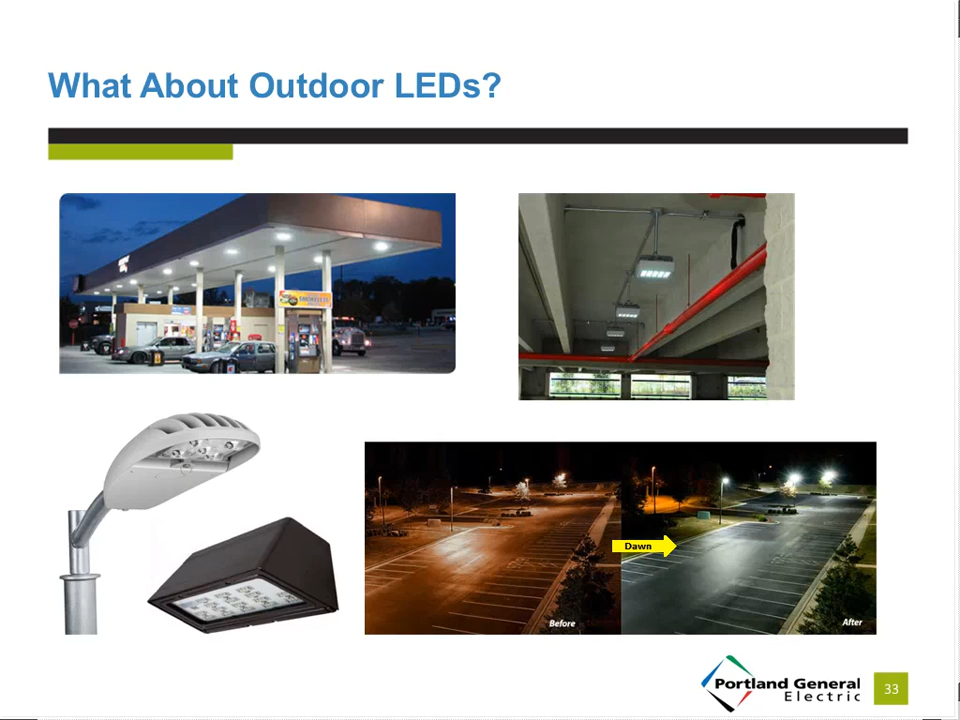 What About Outdoor LEDs?
Dawn
Before
After
Portland General
Electric
33